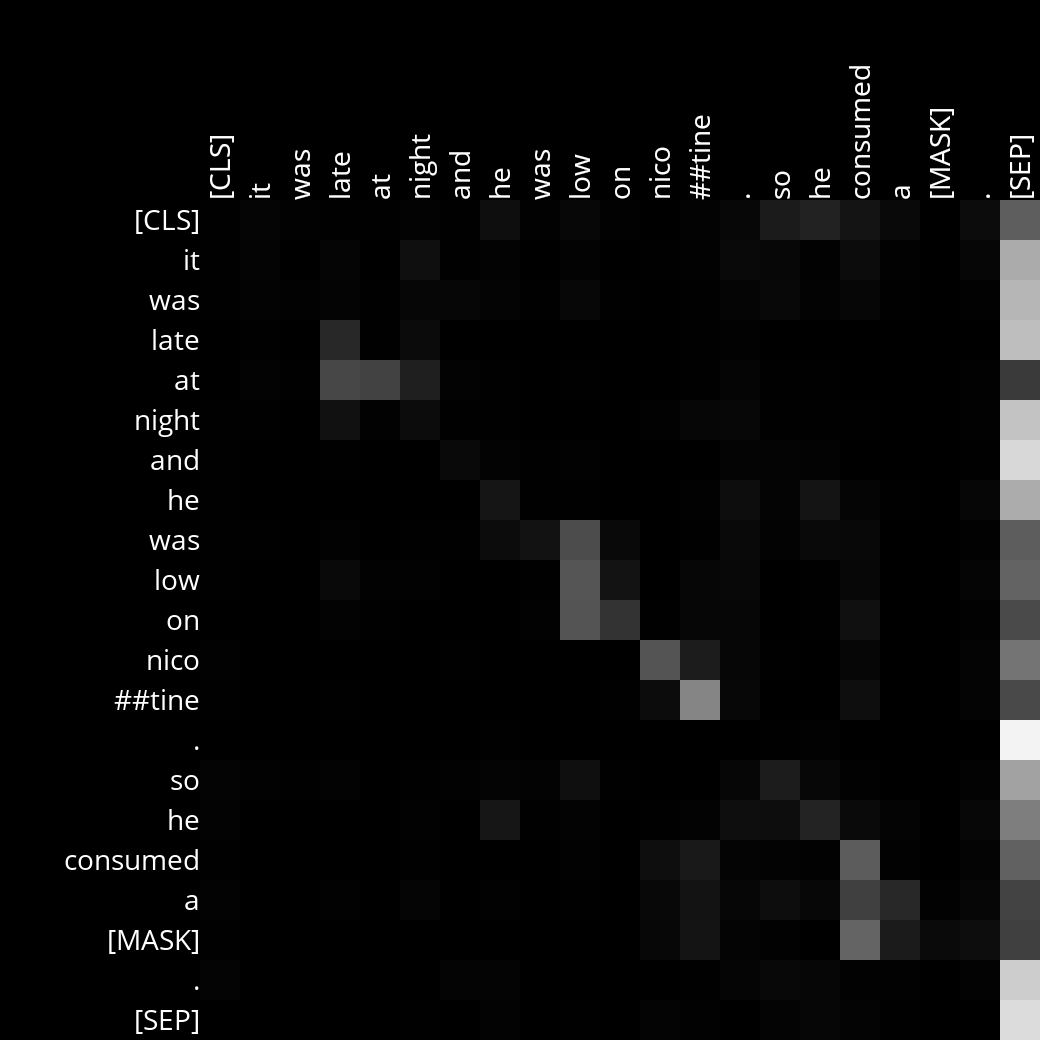 [CLS] it was late at night and he was low on nico ##tine . so he consumed a [MASK] . [SEP]
[CLS]
it
was
late
at
night
and
he
was
low
on
nico
##tine
.
so
he
consumed
a
[MASK]
.
[SEP]